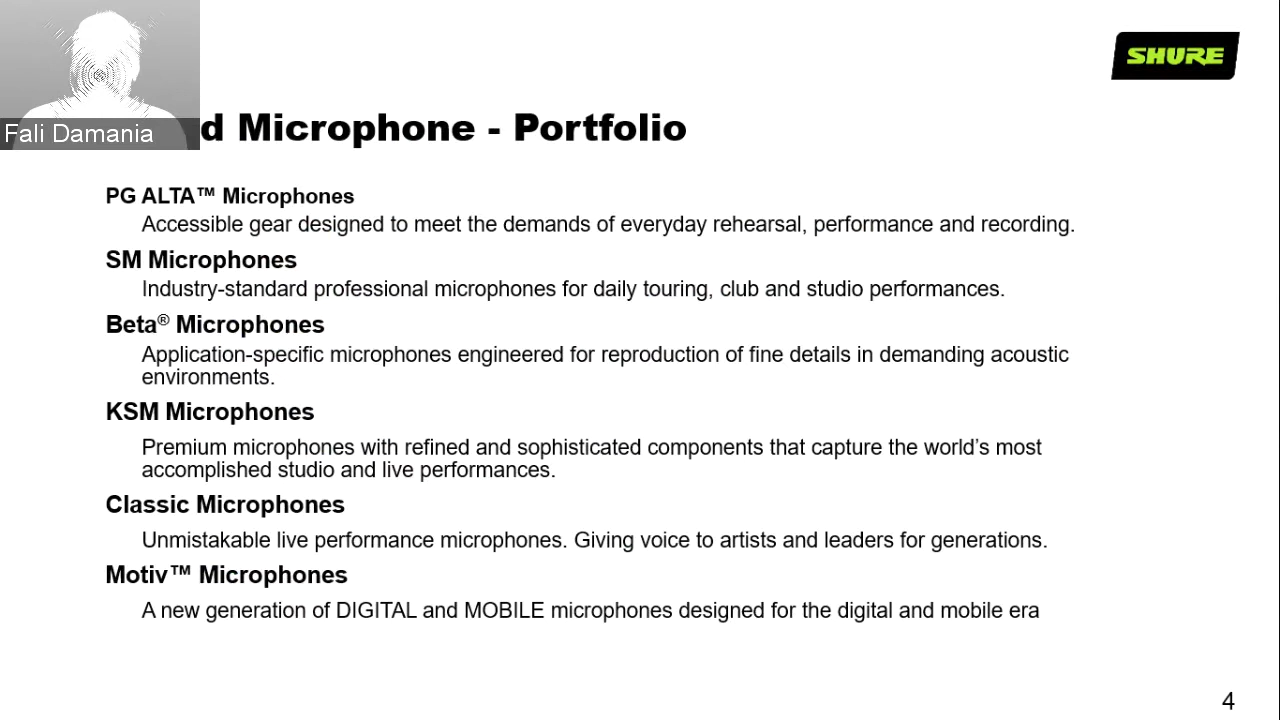 SHURE
Fali Damania
d Microphone - Portfolio
PG ALTA™ Microphones
Accessible gear designed to meet the demands of everyday rehearsal, performance and recording.
SM Microphones
Industry-standard professional microphones for daily touring, club and studio performances.
Beta® Microphones
Application-specific microphones engineered for reproduction of fine details in demanding acoustic
environments.
KSM Microphones
Premium microphones with refined and sophisticated components that capture the world’s most
accomplished studio and live performances.
Classic Microphones
Unmistakable live performance microphones. Giving voice to artists and leaders for generations.
Motiv™ Microphones
A new generation of DIGITAL and MOBILE microphones designed for the digital and mobile era
4